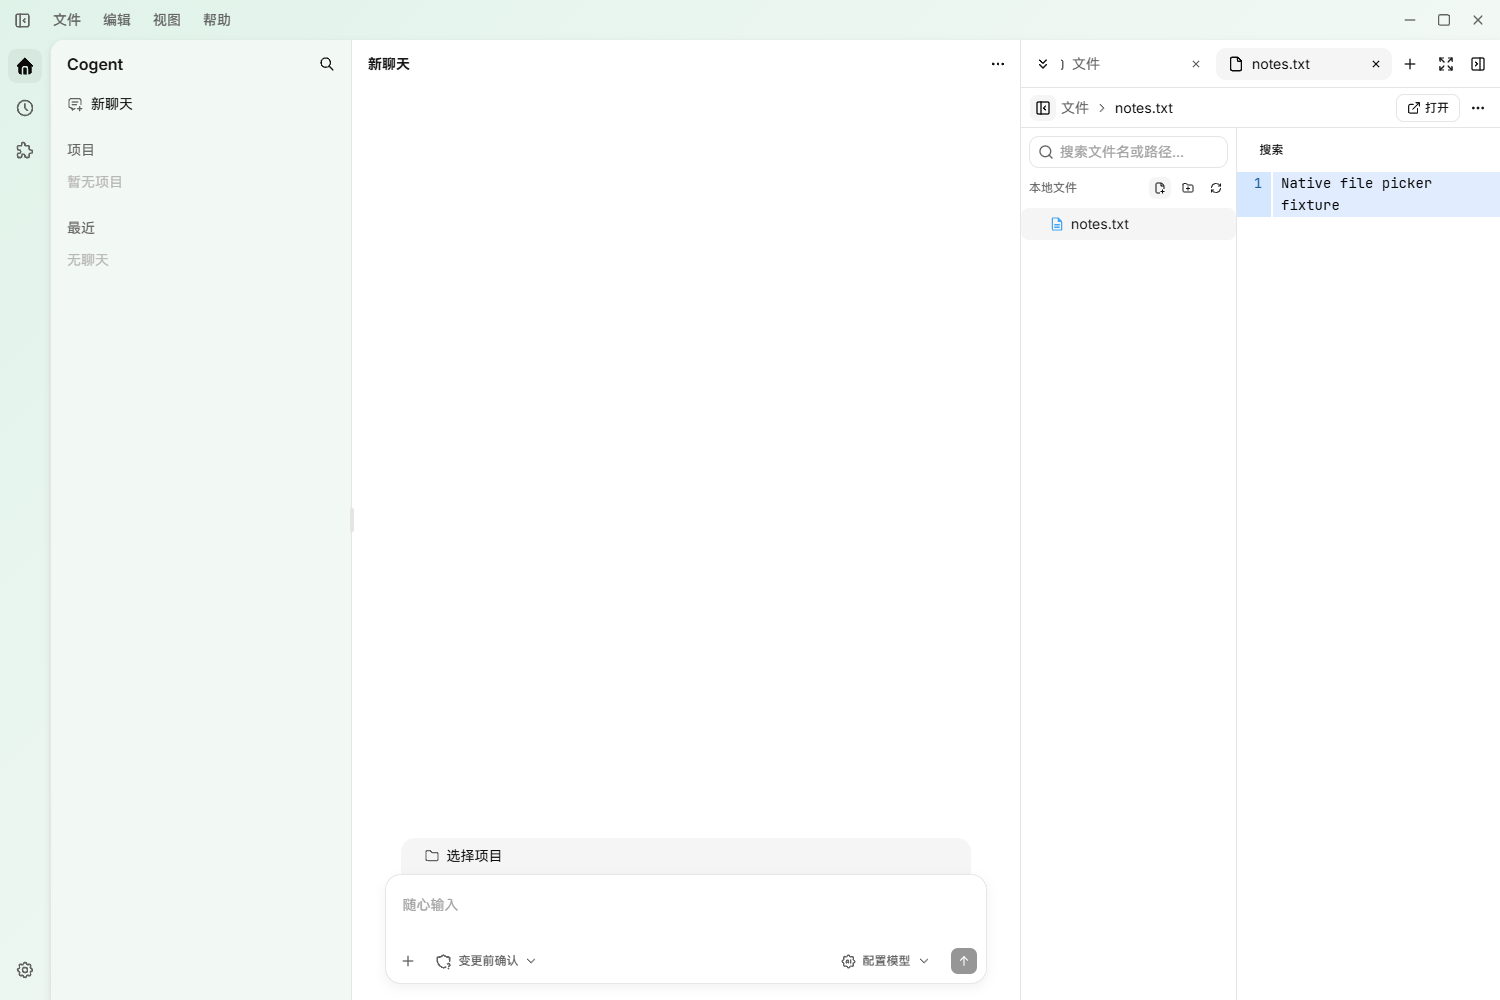 文件 编辑 视图 帮助
Cogent
新聊天
项目
暂无项目
最近
无聊天
新聊天
选择项目
随心输入
变更前确认
配置模型
文件
notes.txt
文件 > notes.txt
打开
搜索文件名或路径...
本地文件
notes.txt
搜索
1 Native file picker
fixture